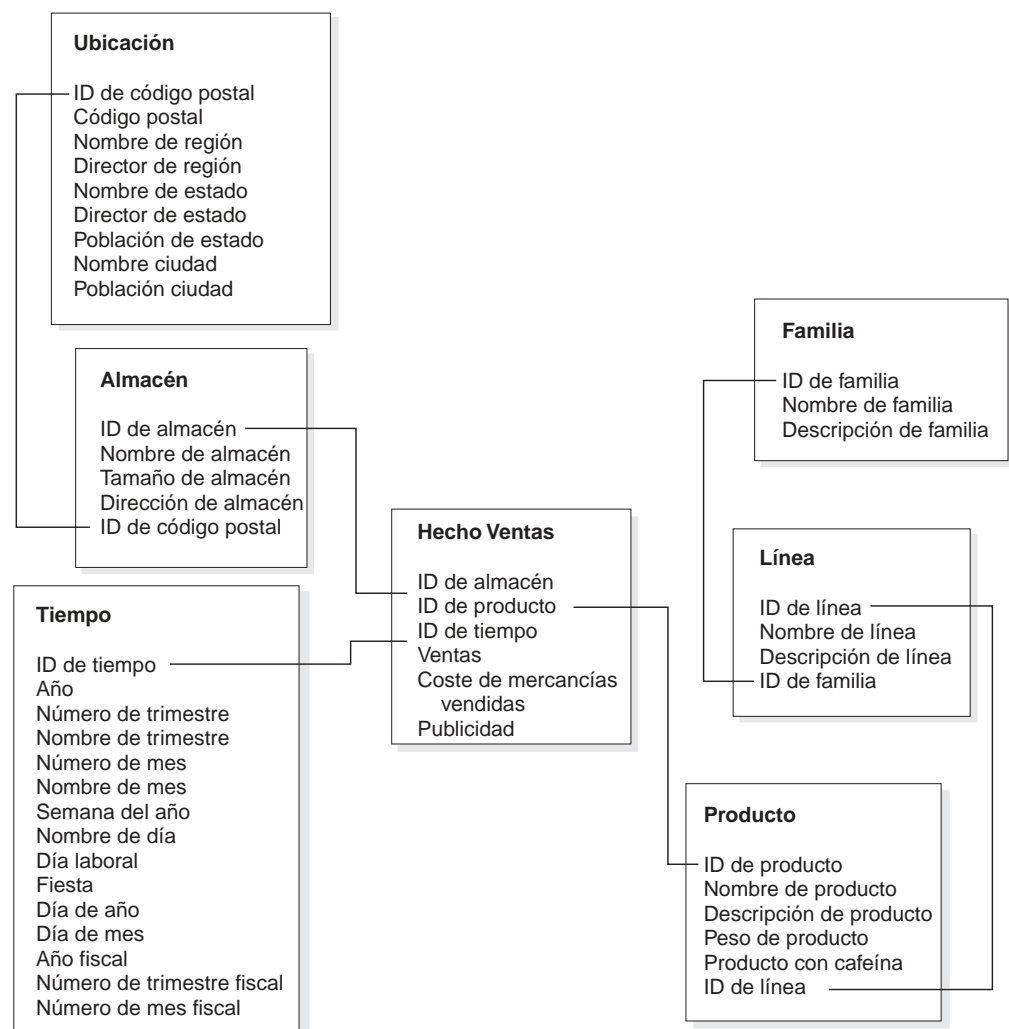 Ubicación
ID de código postal
Código postal
Nombre de región
Director de región
Nombre de estado
Director de estado
Población de estado
Nombre ciudad
Población ciudad
Almacén
ID de almacén
Nombre de almacén
Tamaño de almacén
Dirección de almacén
ID de código postal
Tiempo
ID de tiempo
Año
Número de trimestre
Nombre de trimestre
Número de mes
Nombre de mes
Semana del año
Nombre de día
Día laboral
Fiesta
Día de año
Día de mes
Año fiscal
Número de trimestre fiscal
Número de mes fiscal
Hecho Ventas
ID de almacén
ID de producto
ID de tiempo
Ventas
Coste de mercancías
vendidas
Publicidad
Familia
ID de familia
Nombre de familia
Descripción de familia
Línea
ID de línea
Nombre de línea
Descripción de línea
ID de familia
Producto
ID de producto
Nombre de producto
Descripción de producto
Peso de producto
Producto con cafeína
ID de línea